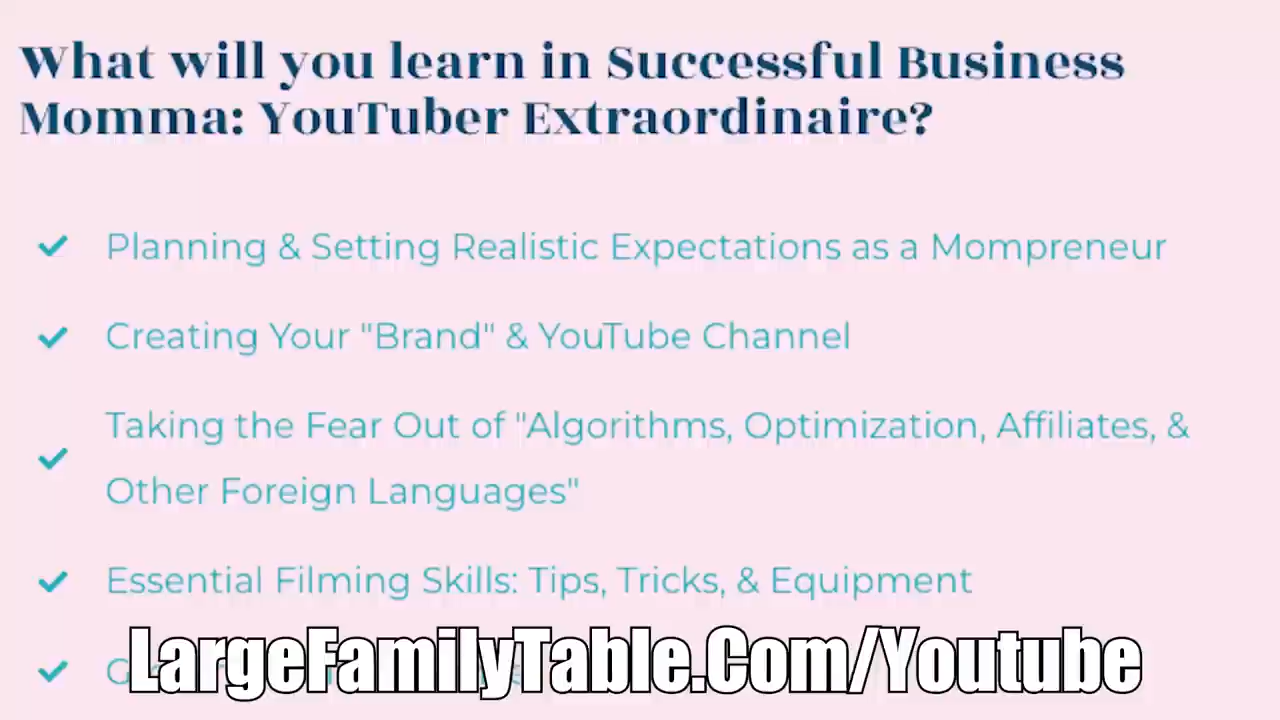 What will you learn in Successful Business
Momma: YouTuber Extraordinaire?
Planning & Setting Realistic Expectations as a Mompreneur
Creating Your "Brand" & YouTube Channel
Taking the Fear Out of "Algorithms, Optimization, Affiliates, &
Other Foreign Languages"
Essential Filming Skills: Tips, Tricks, & Equipment
LargeFamilyTable.Com/Youtube